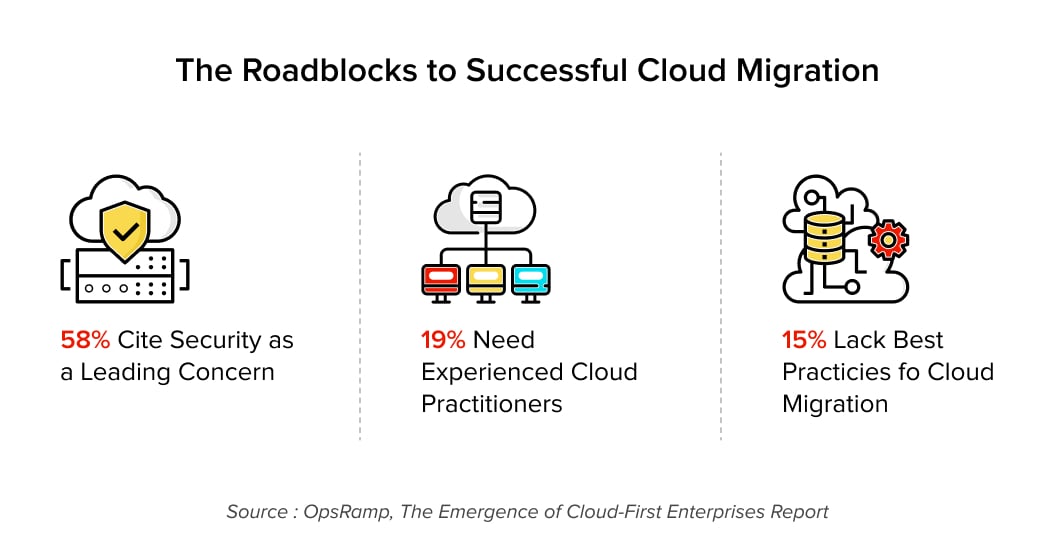 The Roadblocks to Successful Cloud Migration
58% Cite Security as
a Leading Concern
19% Need
Experienced Cloud
Practitioners
15% Lack Best
Practicies fo Cloud
Migration
Source : OpsRamp, The Emergence of Cloud-First Enterprises Report